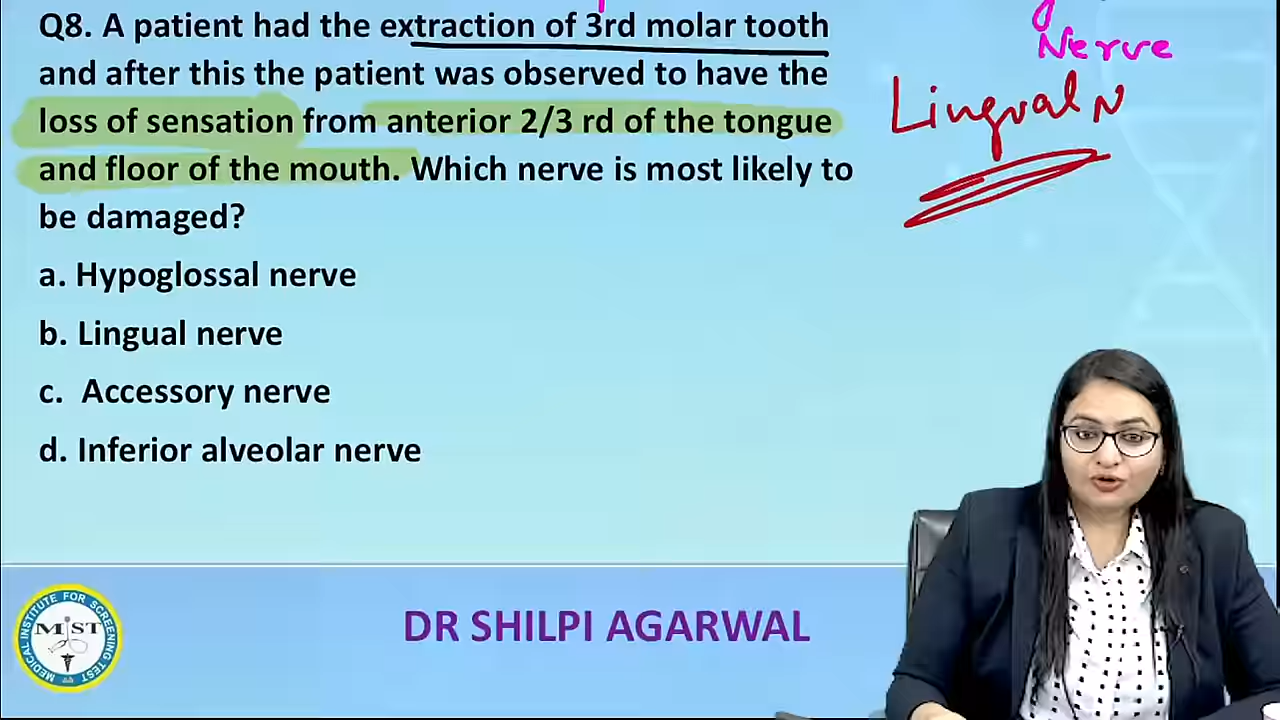 Q8. A patient had the extraction of 3rd molar tooth
Nerve
and after this the patient was observed to have the
Lingual N
loss of sensation from anterior 2/3 rd of the tongue
and floor of the mouth. Which nerve is most likely to
be damaged?
a. Hypoglossal nerve
b. Lingual nerve
c. Accessory nerve
d. Inferior alveolar nerve
MEDICAL INSTITUTE FOR SCREENING TEST
MIST
DR SHILPI AGARWAL